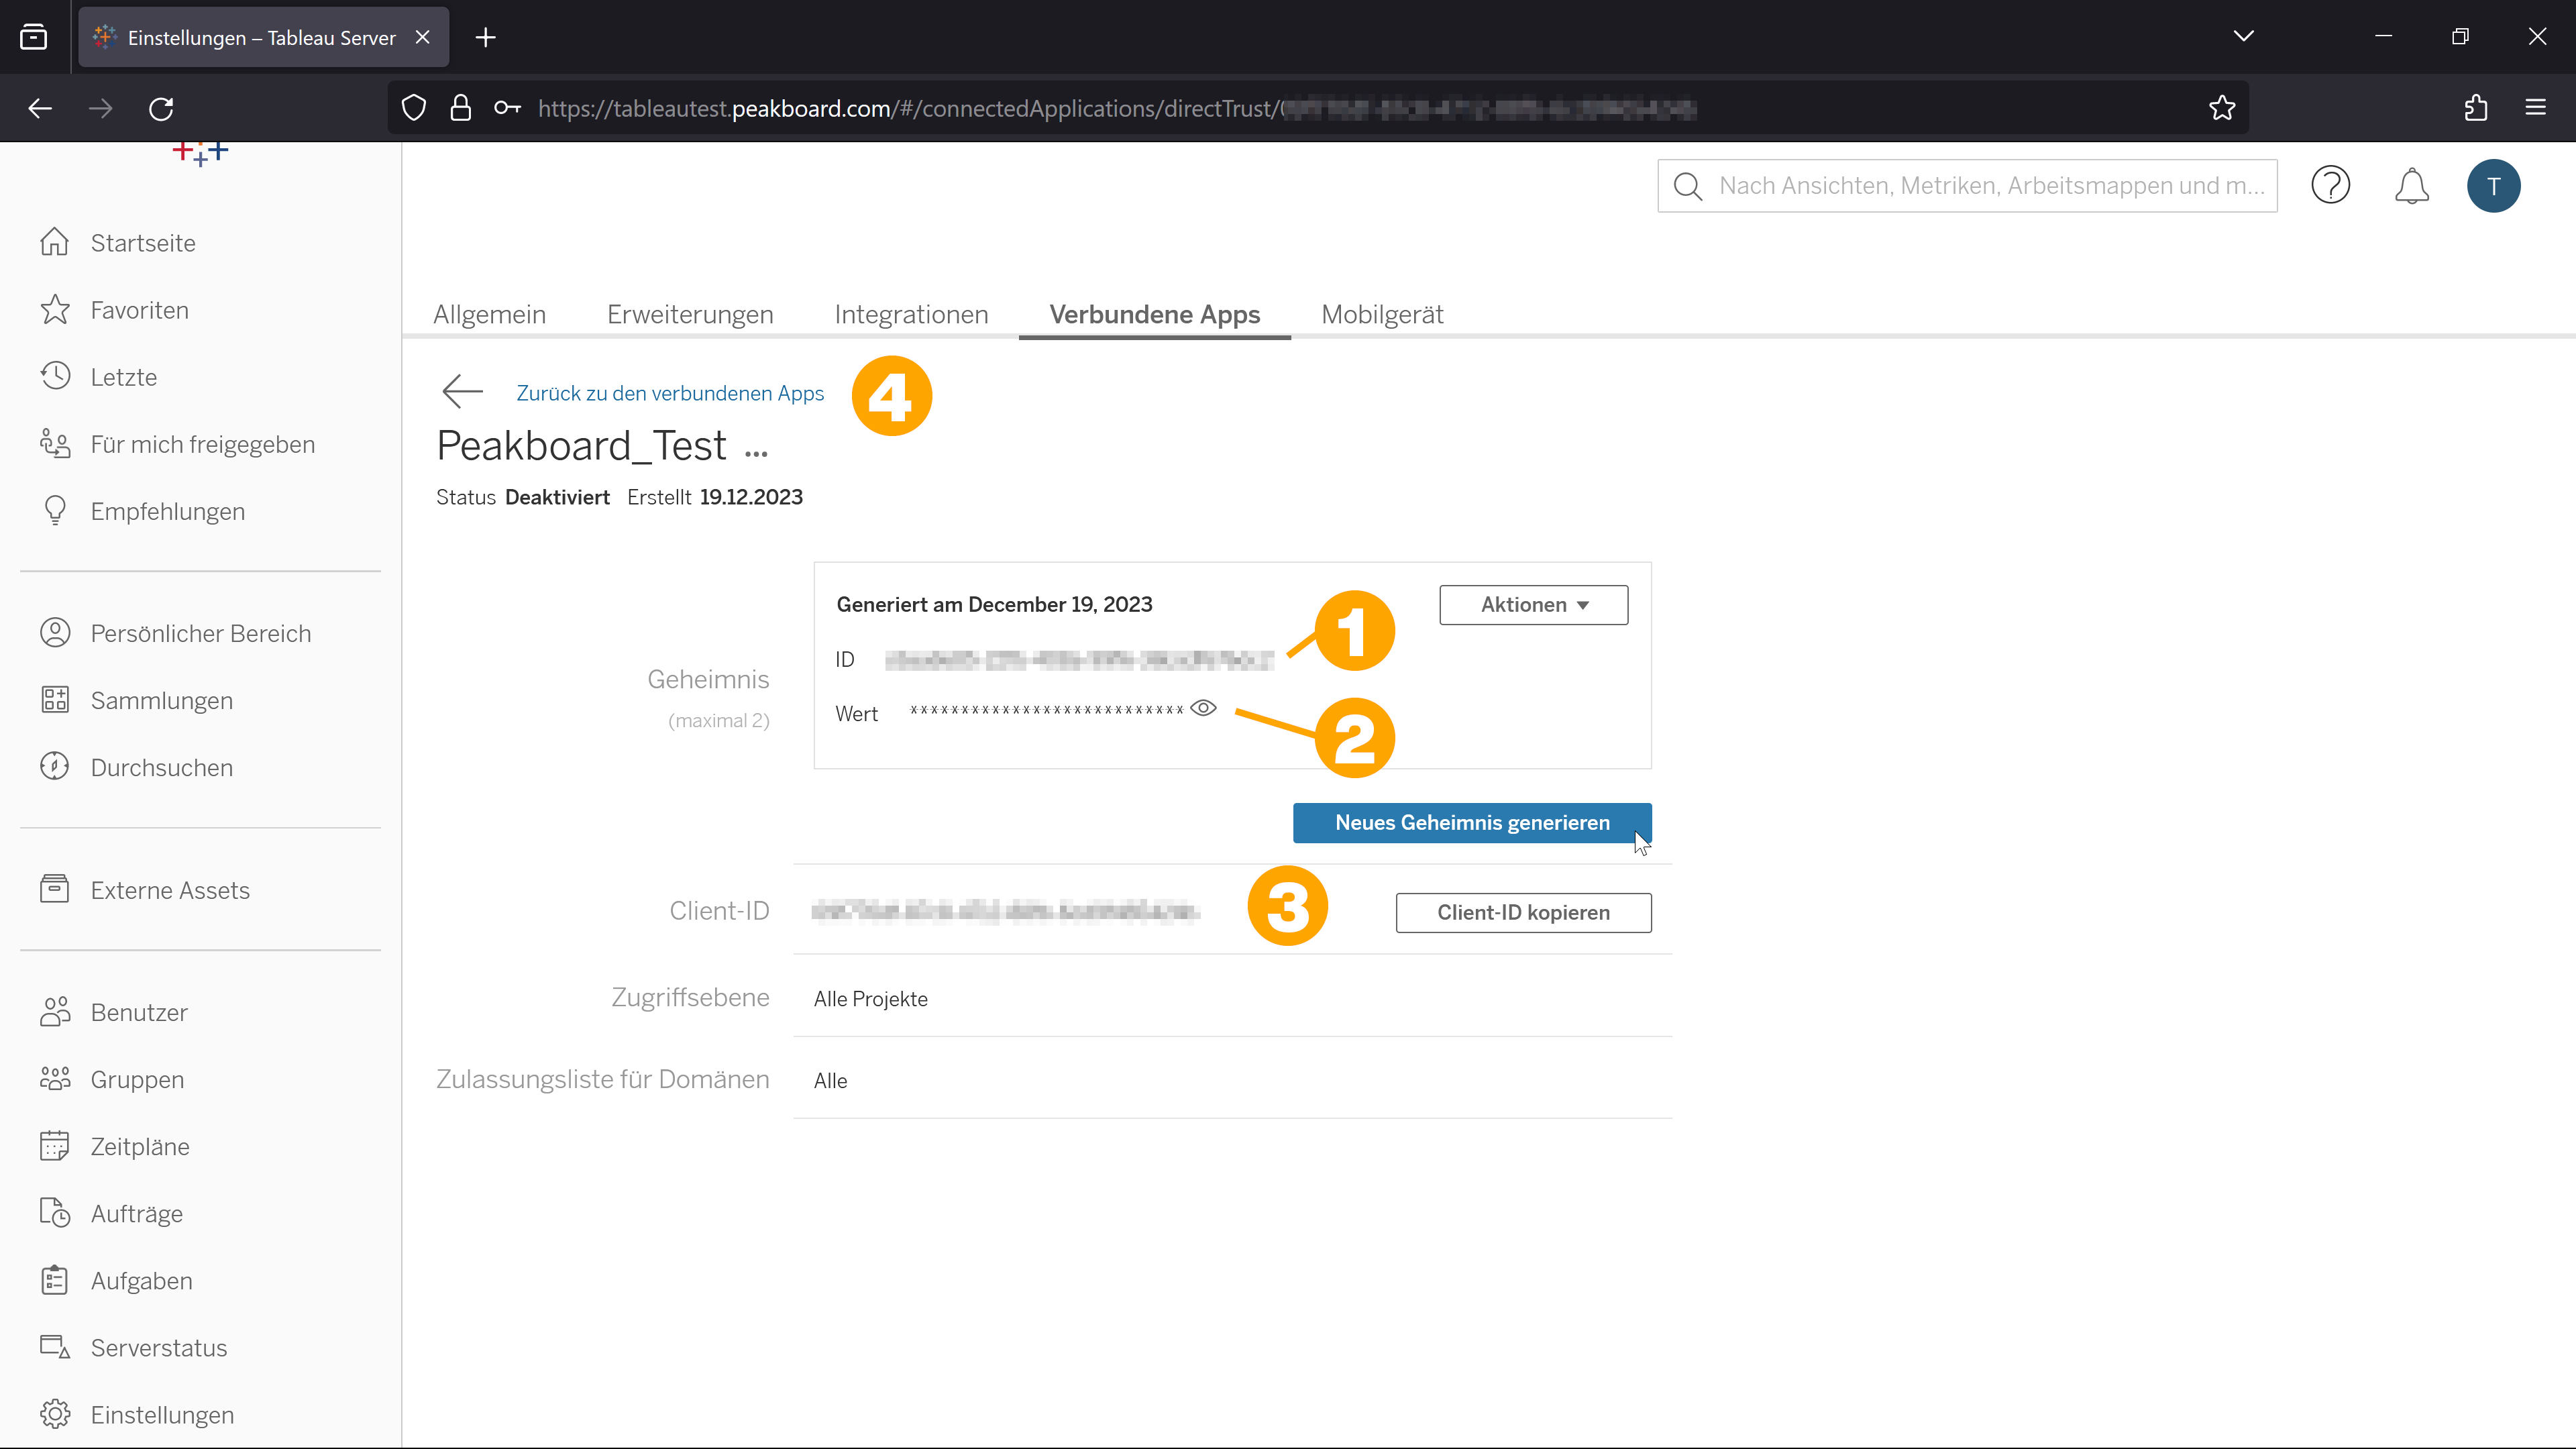 Einstellungen – Tableau Server
https://tableautest.peakboard.com/#/connectedApplications/directTrust/
Nach Ansichten, Metriken, Arbeitsmappen und m...
T
Startseite
Favoriten
Letzte
Für mich freigegeben
Empfehlungen
Persönlicher Bereich
Sammlungen
Durchsuchen
Externe Assets
Benutzer
Gruppen
Zeitpläne
Aufträge
Aufgaben
Serverstatus
Einstellungen
Allgemein Erweiterungen Integrationen Verbundene Apps Mobilgerät
Zurück zu den verbundenen Apps 4
Peakboard_Test ...
Status Deaktiviert Erstellt 19.12.2023
Generiert am December 19, 2023 Aktionen
ID 1
Geheimnis
(maximal 2)
Wert *************************** 2
Neues Geheimnis generieren
Client-ID 3 Client-ID kopieren
Zugriffsebene Alle Projekte
Zulassungsliste für Domänen Alle